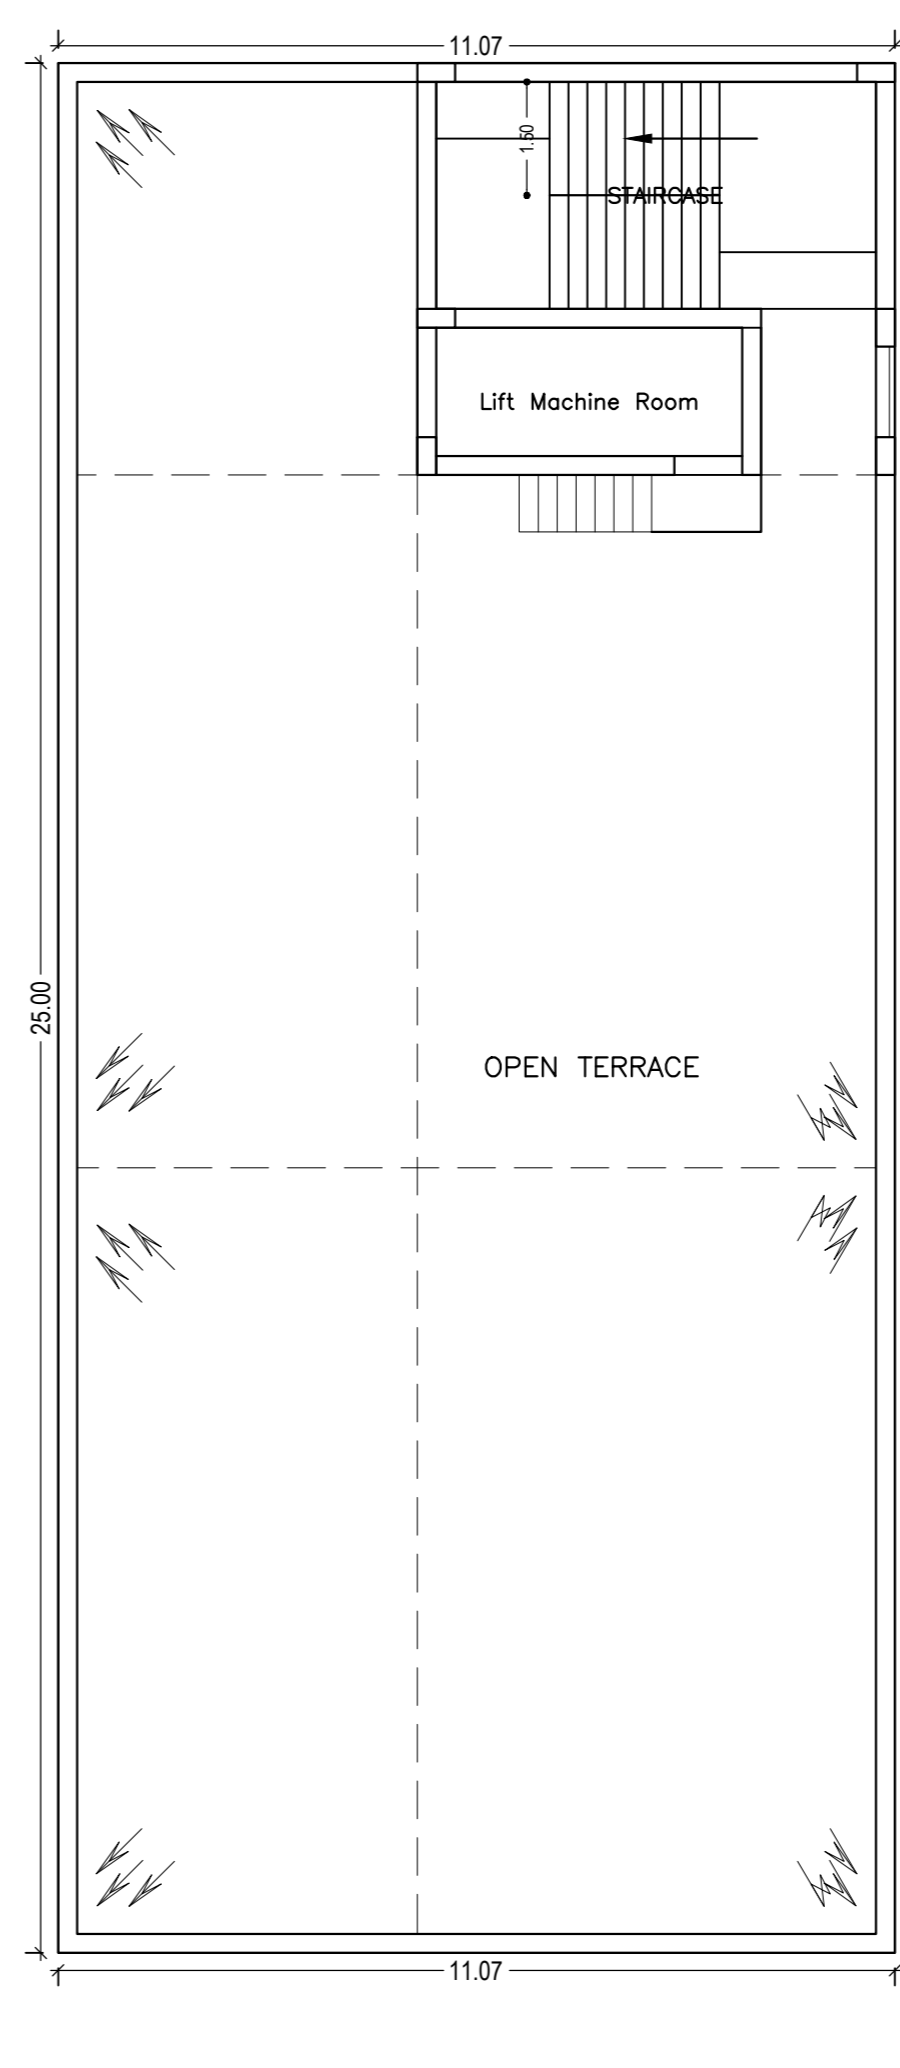 11.07
1.50
STAIRCASE
Lift Machine Room
25.00
OPEN TERRACE
11.07